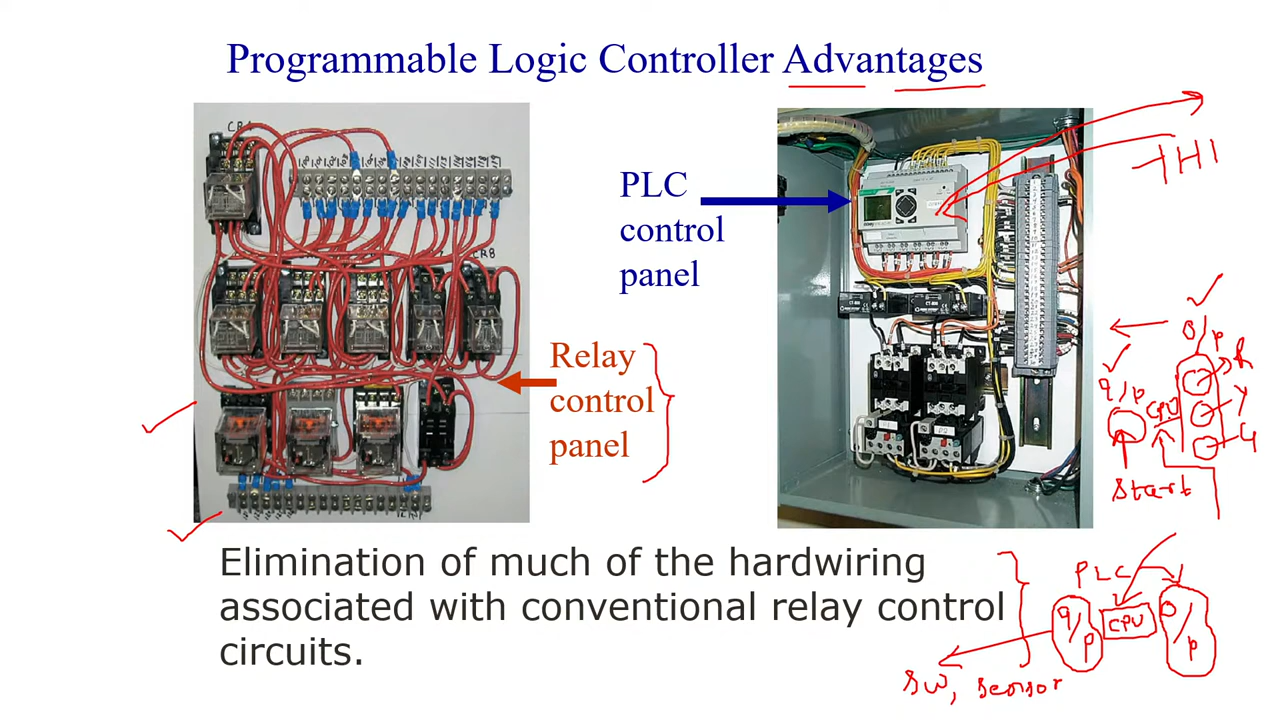 Programmable Logic Controller Advantages
CR8
PLC
control
panel
Relay
control
panel
O/p
R
Y
G
CPU
Start
Elimination of much of the hardwiring
associated with conventional relay control
circuits.
PLC
CPU
O/p
SW, sensor